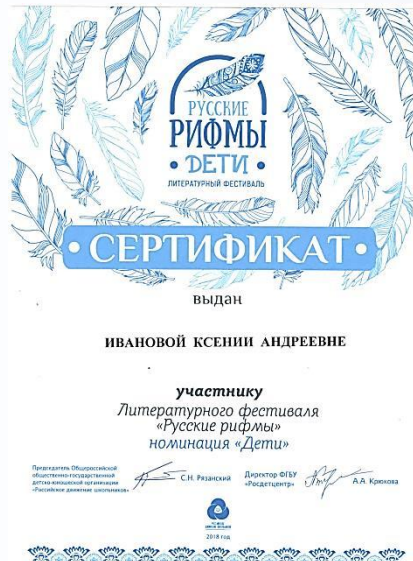 РУССКИЕ
РИФМЫ
• ДЕТИ •
ЛИТЕРАТУРНЫЙ ФЕСТИВАЛЬ
• СЕРТИФИКАТ •
выдан
ИВАНОВОЙ КСЕНИИ АНДРЕЕВНЕ
участнику
Литературного фестиваля
«Русские рифмы»
номинация «Дети»
Председатель Общероссийской
общественно-государственной
детско-юношеской организации
«Российское движение школьников»
С.Н. Рязанский
Директор ФГБУ
«Росдетцентр»
А.А. Крюкова
2018 год